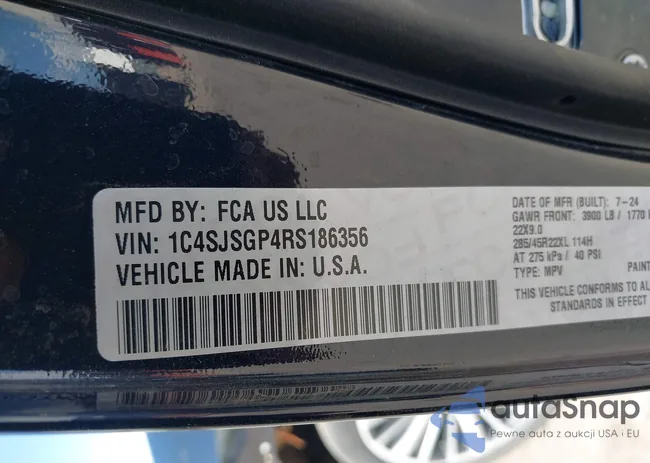 MFD BY: FCA US LLC
VIN: 1C4SJSGP4RS186356
VEHICLE MADE IN: U.S.A.
DATE OF MFR (BUILT): 7-24
GAWR FRONT: 3900 LB / 1770
22X9.0
285/45R22XL 114H
AT 275 kPa / 40 PSI
TYPE: MPV PAINT
THIS VEHICLE CONFORMS TO
STANDARDS IN EFFECT
autoSnap
Pewne auta z aukcji USA i EU